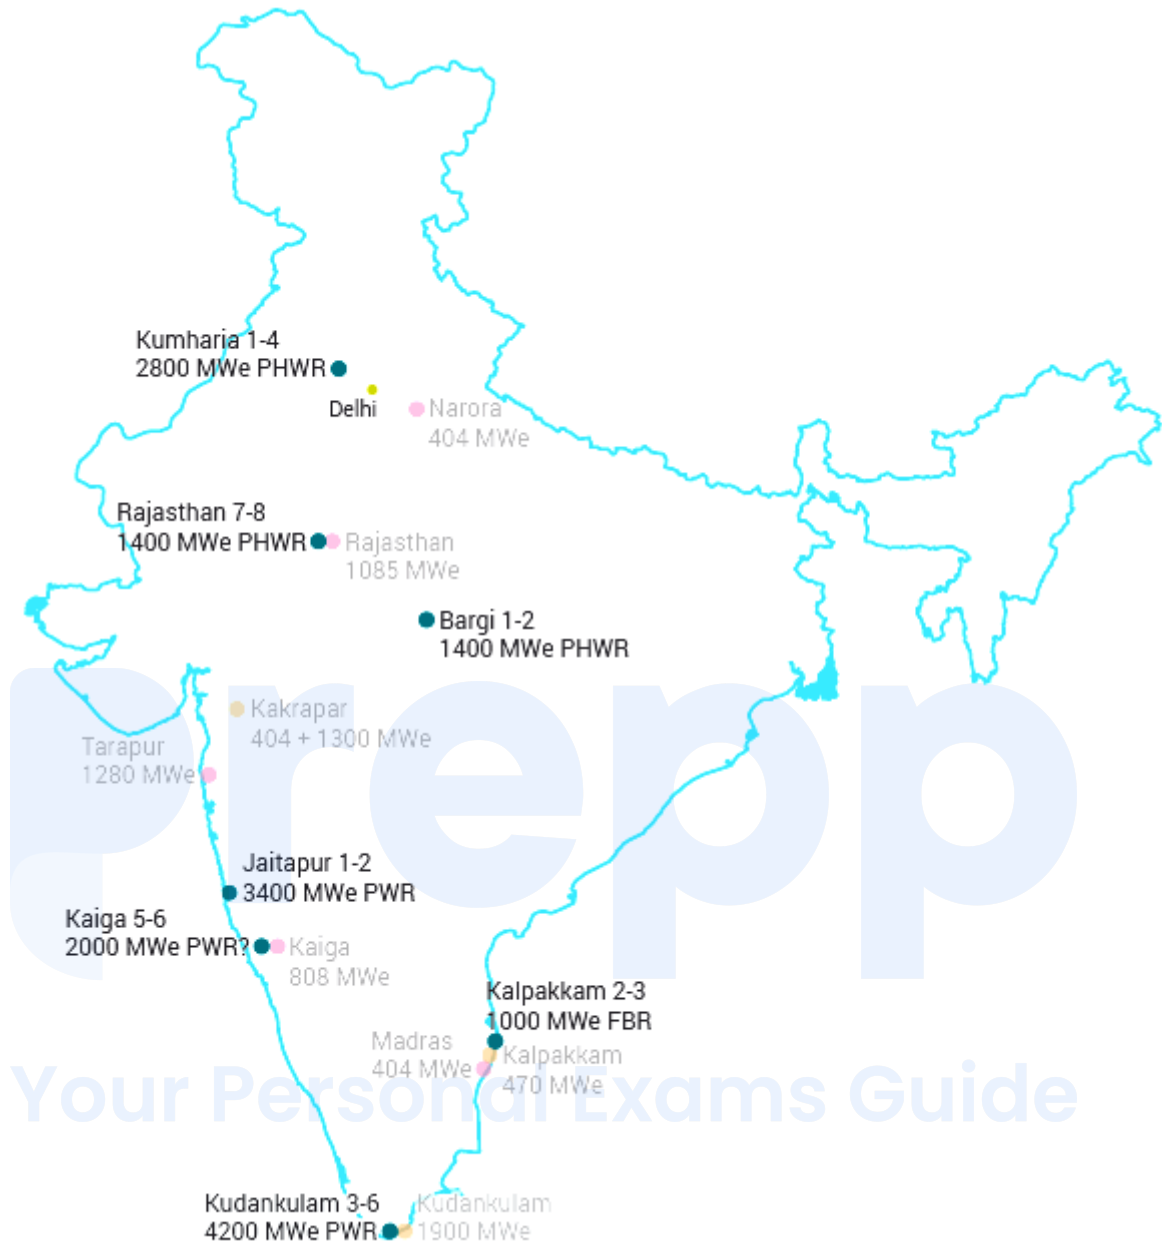 Kumharia 1-4
2800 MWe PHWR
Delhi
Narora
404 MWe
Rajasthan 7-8
1400 MWe PHWR
Rajasthan
1085 MWe
Bargi 1-2
1400 MWe PHWR
Kakrapar
404 + 1300 MWe
Tarapur
1280 MWe
prepp
Jaitapur 1-2
3400 MWe PWR
Kaiga 5-6
2000 MWe PWR?
Kaiga
808 MWe
Kalpakkam 2-3
1000 MWe FBR
Madras
404 MWe
Kalpakkam
470 MWe
Your Personal Exams Guide
Kudankulam 3-6
4200 MWe PWR
Kudankulam
1900 MWe